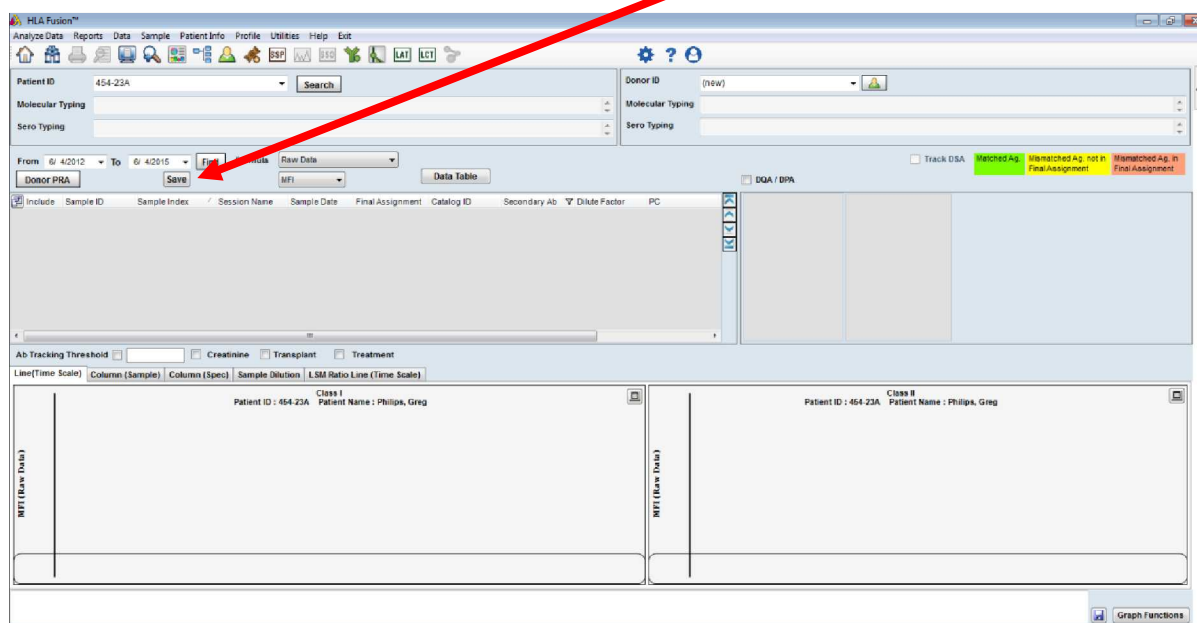 HLA Fusion™
Analyze Data Reports Data Sample Patient Info Profile Utilities Help Exit
SSP SSO LAT LCT ?
Patient ID 454-23A Search Donor ID (new)
Molecular Typing Molecular Typing
Sero Typing Sero Typing
From 6/ 4/2012 To 6/ 4/2015 Raw Data Track DSA Matched Ag. Mismatched Ag. not in Final Assignment Mismatched Ag. in Final Assignment
Donor PRA Save MFI Data Table DQA / DPA
Include Sample ID Sample Index Session Name Sample Date Final Assignment Catalog ID Secondary Ab Dilute Factor PC
Ab Tracking Threshold Creatinine Transplant Treatment
Line(Time Scale) Column (Sample) Column (Spec) Sample Dilution LSM Ratio Line (Time Scale)
Class I Class II
Patient ID : 454-23A Patient Name : Philips, Greg Patient ID : 454-23A Patient Name : Philips, Greg
MFI (Raw Data) MFI (Raw Data)
Graph Functions